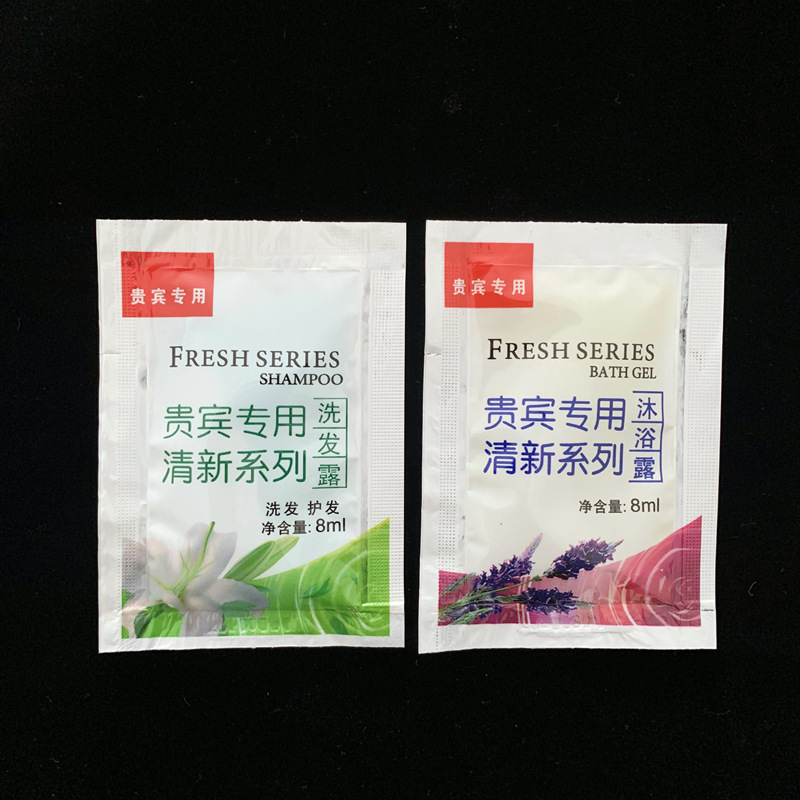 贵宾专用
FRESH SERIES
SHAMPOO
贵宾专用
清新系列
洗发露
洗发 护发
净含量: 8ml
贵宾专用
FRESH SERIES
BATH GEL
贵宾专用
清新系列
沐浴露
净含量: 8ml